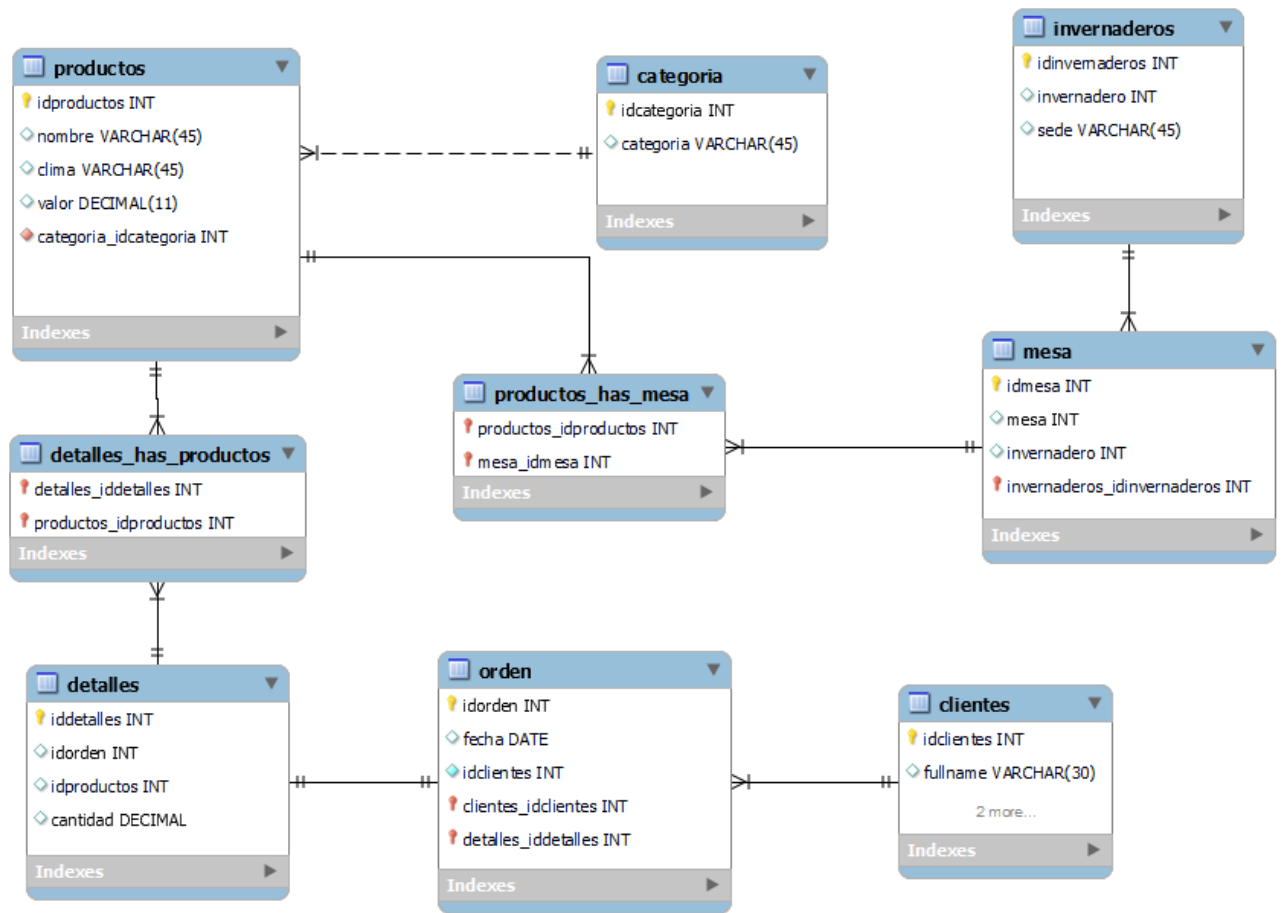 productos
idproductos INT
nombre VARCHAR(45)
clima VARCHAR(45)
valor DECIMAL(11)
categoria_idcategoria INT
Indexes
categoria
idcategoria INT
categoria VARCHAR(45)
Indexes
invernaderos
idinvernaderos INT
invernadero INT
sede VARCHAR(45)
Indexes
productos_has_mesa
productos_idproductos INT
mesa_idmesa INT
Indexes
mesa
idmesa INT
mesa INT
invernadero INT
invernaderos_idinvernaderos INT
Indexes
detalles_has_productos
detalles_iddetalles INT
productos_idproductos INT
Indexes
detalles
iddetalles INT
idorden INT
idproductos INT
cantidad DECIMAL
Indexes
orden
idorden INT
fecha DATE
idclientes INT
clientes_idclientes INT
detalles_iddetalles INT
Indexes
clientes
idclientes INT
fullname VARCHAR(30)
2 more...
Indexes